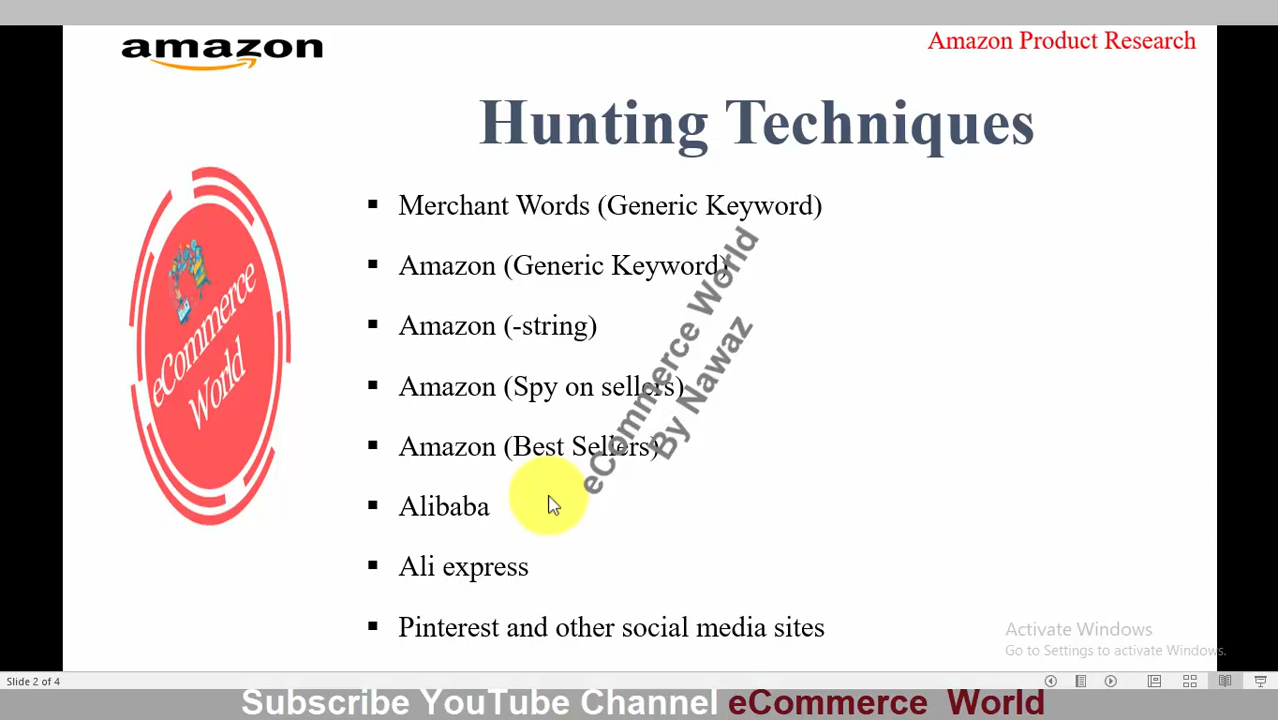 amazon
Amazon Product Research
Hunting Techniques
▪ Merchant Words (Generic Keyword)
▪ Amazon (Generic Keyword)
▪ Amazon (-string)
▪ Amazon (Spy on sellers)
▪ Amazon (Best Sellers)
▪ Alibaba
▪ Ali express
▪ Pinterest and other social media sites
eCommerce
World
eCommerce World
By Nawaz
Activate Windows
Go to Settings to activate Windows.
Slide 2 of 4
Subscribe YouTube Channel eCommerce World